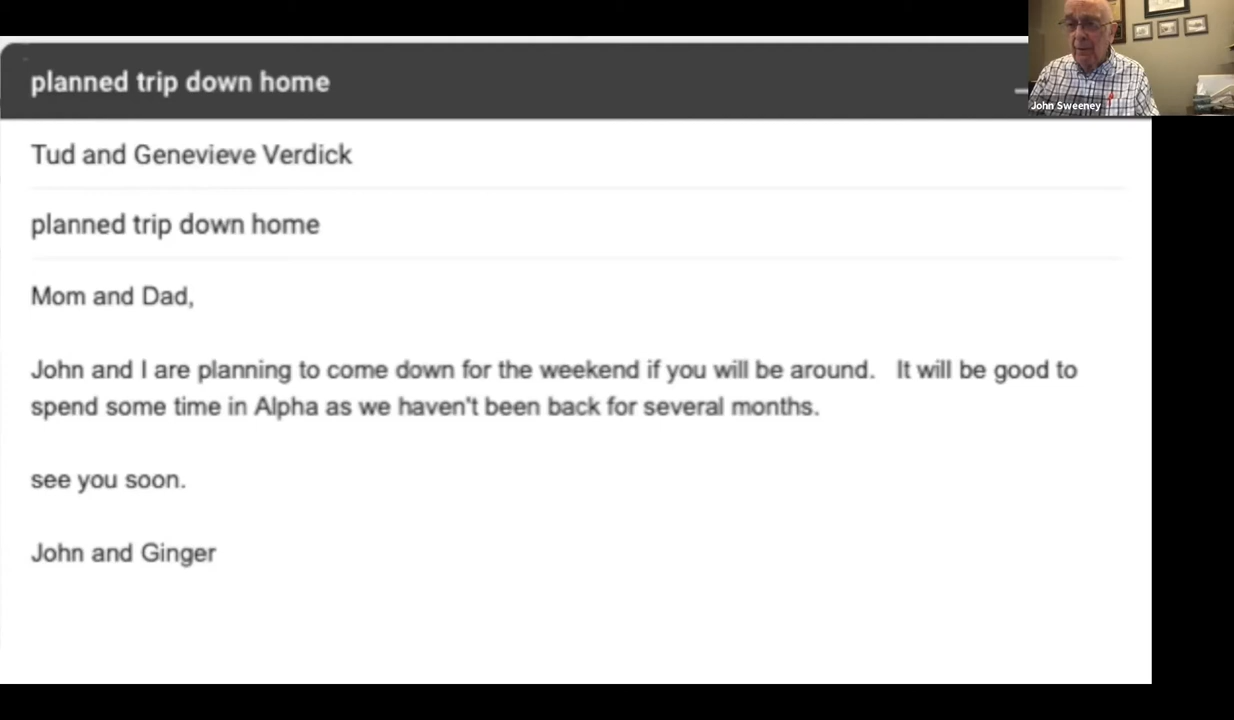 planned trip down home
John Sweeney
Tud and Genevieve Verdick
planned trip down home
Mom and Dad,
John and I are planning to come down for the weekend if you will be around.   It will be good to
spend some time in Alpha as we haven't been back for several months.
see you soon.
John and Ginger